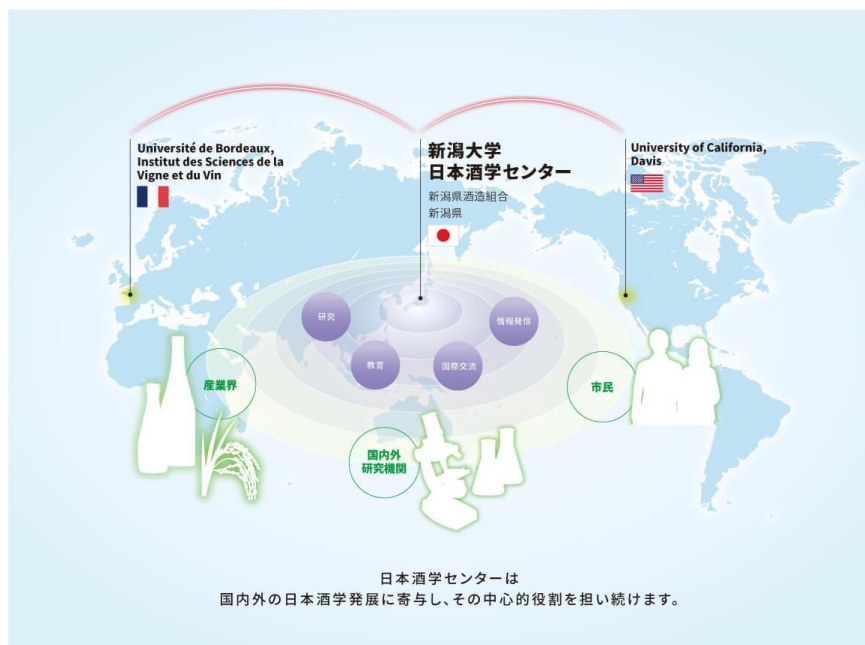 Université de Bordeaux,
Institut des Sciences de la
Vigne et du Vin
新潟大学
日本酒学センター
新潟県酒造組合
新潟県
University of California,
Davis
研究
教育
国際交流
情報発信
産業界
国内外
研究機関
市民
日本酒学センターは
国内外の日本酒学発展に寄与し、その中心的役割を担い続けます。